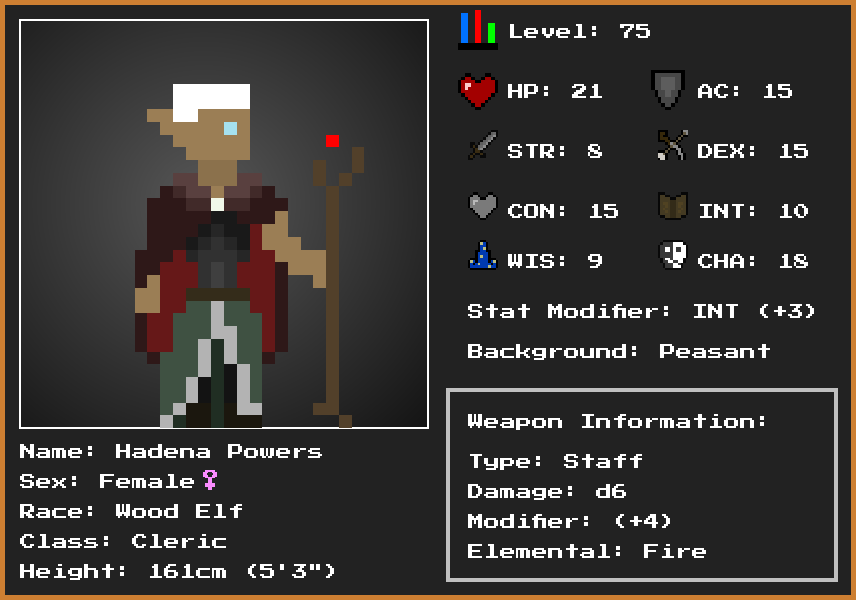 Level: 75
HP: 21
AC: 15
STR: 8
DEX: 15
CON: 15
INT: 10
WIS: 9
CHA: 18
Stat Modifier: INT (+3)
Background: Peasant
Weapon Information:
Type: Staff
Damage: d6
Modifier: (+4)
Elemental: Fire
Name: Hadena Powers
Sex: Female♀
Race: Wood Elf
Class: Cleric
Height: 161cm (5'3")